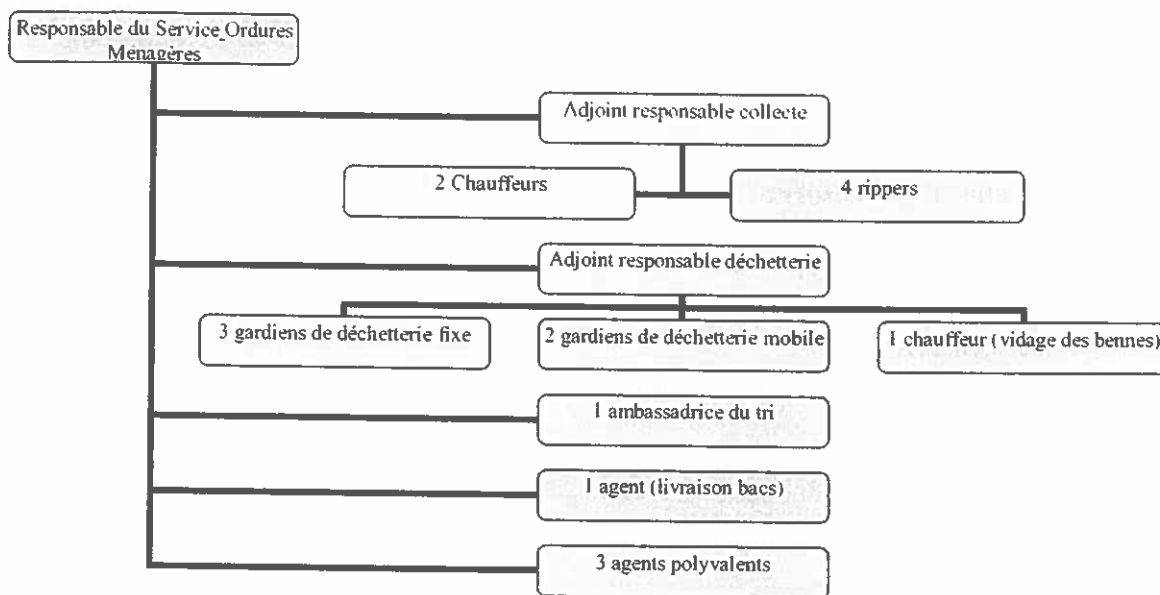 Responsable du Service Ordures
Ménagères
Adjoint responsable collecte
2 Chauffeurs
4 rippers
Adjoint responsable déchetterie
3 gardiens de déchetterie fixe
2 gardiens de déchetterie mobile
1 chauffeur (vidage des bennes)
1 ambassadrice du tri
1 agent (livraison bacs)
3 agents polyvalents